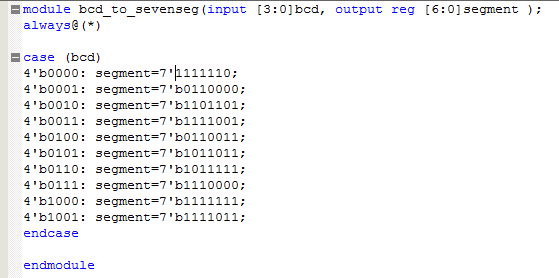 module bcd_to_sevenseg(input [3:0]bcd, output reg [6:0]segment );
always@(*)
case (bcd)
4'b0000: segment=7'1111110;
4'b0001: segment=7'b0110000;
4'b0010: segment=7'b1101101;
4'b0011: segment=7'b1111001;
4'b0100: segment=7'b0110011;
4'b0101: segment=7'b1011011;
4'b0110: segment=7'b1011111;
4'b0111: segment=7'b1110000;
4'b1000: segment=7'b1111111;
4'b1001: segment=7'b1111011;
endcase
endmodule